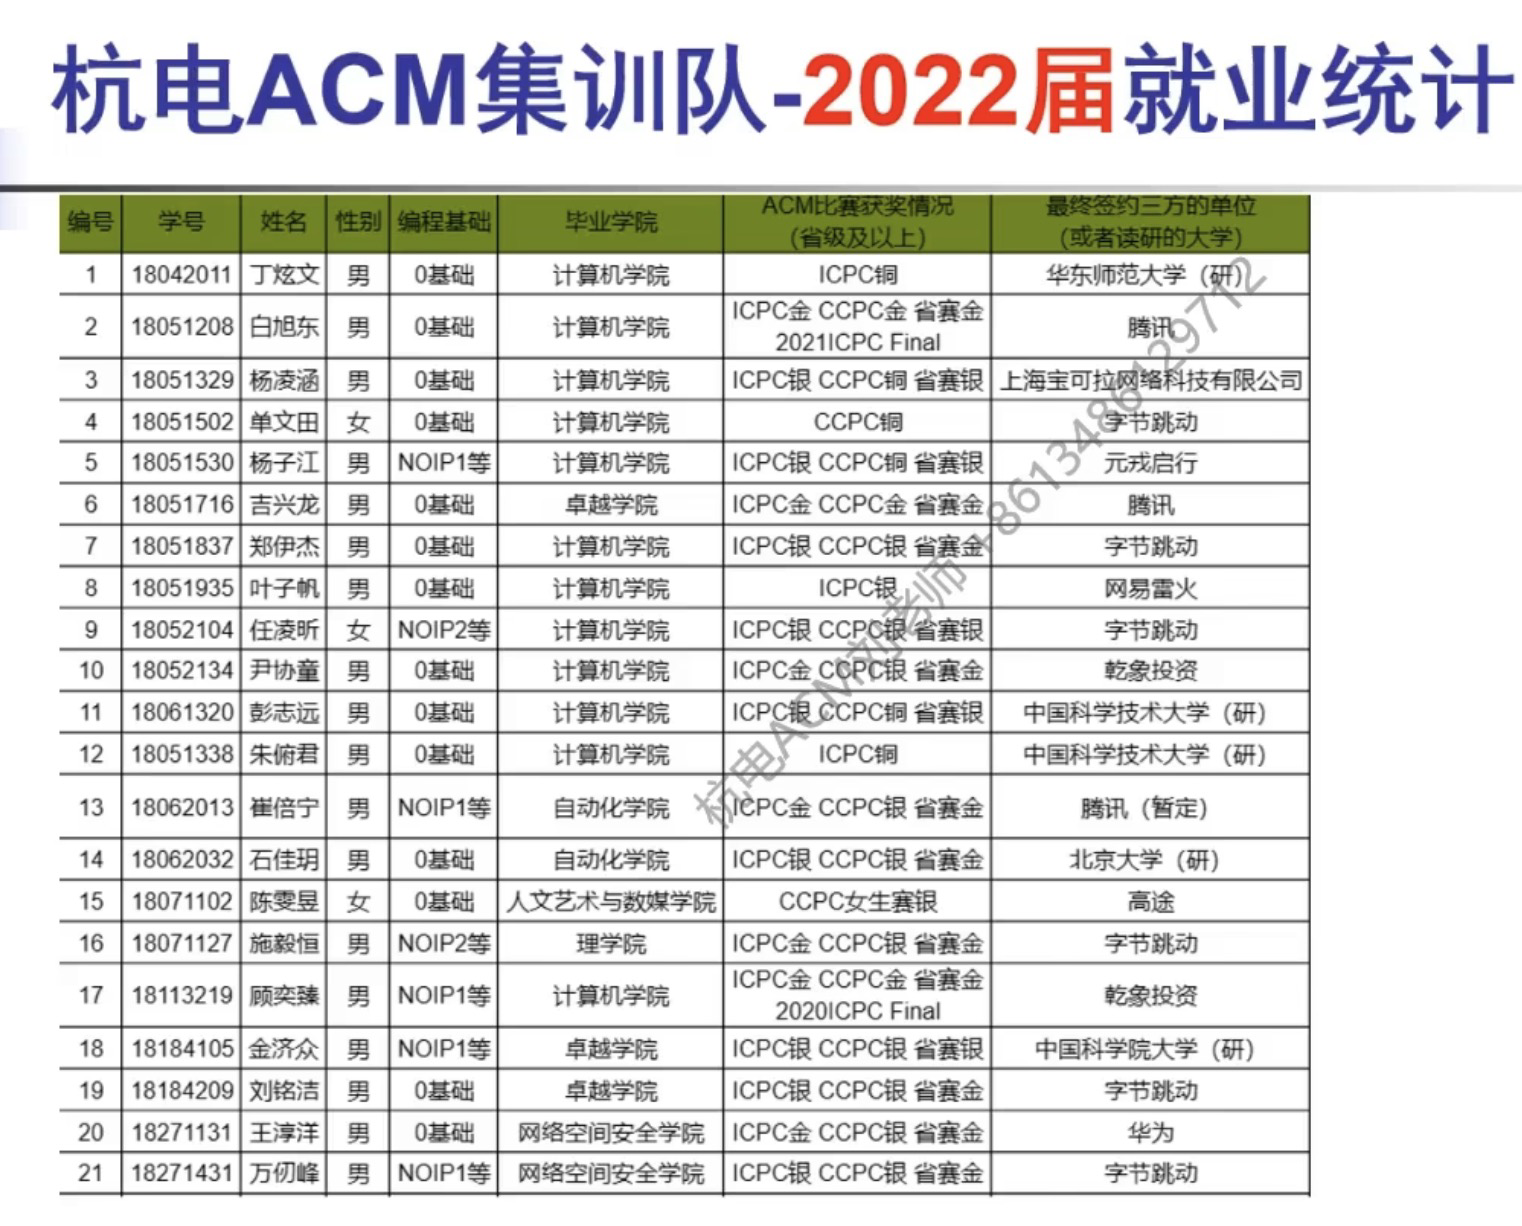 杭电ACM集训队-2022届就业统计
编号 学号 姓名 性别 编程基础 毕业学院 ACM比赛获奖情况（省级及以上） 最终签约三方的单位（或者读研的大学）
1 18042011 丁炫文 男 0基础 计算机学院 ICPC铜 华东师范大学（研）
2 18051208 白旭东 男 0基础 计算机学院 ICPC金 CCPC金 省赛金 2021ICPC Final 腾讯
3 18051329 杨凌涵 男 0基础 计算机学院 ICPC银 CCPC铜 省赛银 上海宝可拉网络科技有限公司
4 18051502 单文田 女 0基础 计算机学院 CCPC铜 字节跳动
5 18051530 杨子江 男 NOIP1等 计算机学院 ICPC银 CCPC铜 省赛银 元戎启行
6 18051716 吉兴龙 男 0基础 卓越学院 ICPC金 CCPC金 省赛金 腾讯
7 18051837 郑伊杰 男 0基础 计算机学院 ICPC银 CCPC银 省赛金 字节跳动
8 18051935 叶子帆 男 0基础 计算机学院 ICPC银 网易雷火
9 18052104 任凌昕 女 NOIP2等 计算机学院 ICPC银 CCPC银 省赛银 字节跳动
10 18052134 尹协童 男 0基础 计算机学院 ICPC金 CCPC银 省赛金 乾象投资
11 18061320 彭志远 男 0基础 计算机学院 ICPC银 CCPC铜 省赛银 中国科学技术大学（研）
12 18051338 朱俯君 男 0基础 计算机学院 ICPC铜 中国科学技术大学（研）
13 18062013 崔倍宁 男 NOIP1等 自动化学院 ICPC金 CCPC银 省赛金 腾讯（暂定）
14 18062032 石佳玥 男 0基础 自动化学院 ICPC银 CCPC银 省赛金 北京大学（研）
15 18071102 陈雯昱 女 0基础 人文艺术与数媒学院 CCPC女生赛银 高途
16 18071127 施毅恒 男 NOIP2等 理学院 ICPC金 CCPC银 省赛金 字节跳动
17 18113219 顾奕臻 男 NOIP1等 计算机学院 ICPC金 CCPC金 省赛金 2020ICPC Final 乾象投资
18 18184105 金济众 男 NOIP1等 卓越学院 ICPC银 CCPC银 省赛银 中国科学院大学（研）
19 18184209 刘铭洁 男 0基础 卓越学院 ICPC银 CCPC银 省赛金 字节跳动
20 18271131 王淳洋 男 0基础 网络空间安全学院 ICPC金 CCPC银 省赛金 华为
21 18271431 万仞峰 男 NOIP1等 网络空间安全学院 ICPC银 CCPC银 省赛金 字节跳动
杭电ACM刘老师 +8613486129712